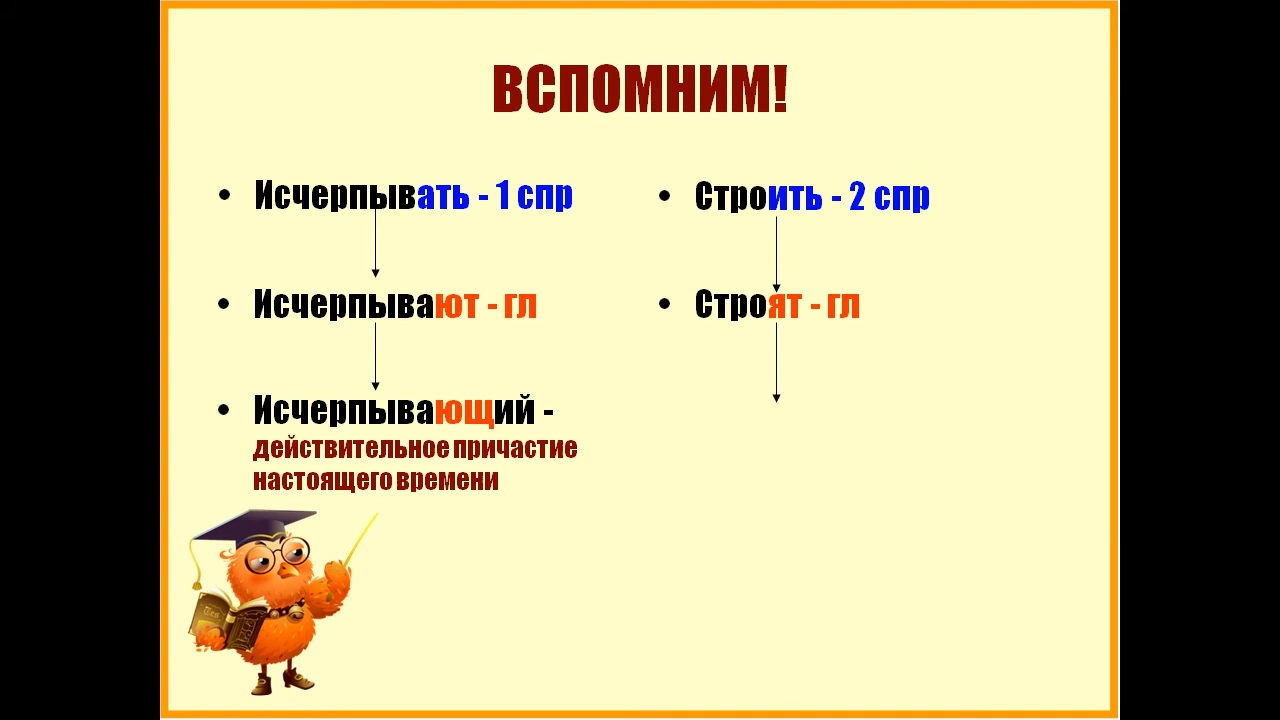 ВСПОМНИМ!
• Исчерпывать - 1 спр
• Исчерпывают - гл
• Исчерпывающий -
действительное причастие
настоящего времени
• Строить - 2 спр
• Строят - гл